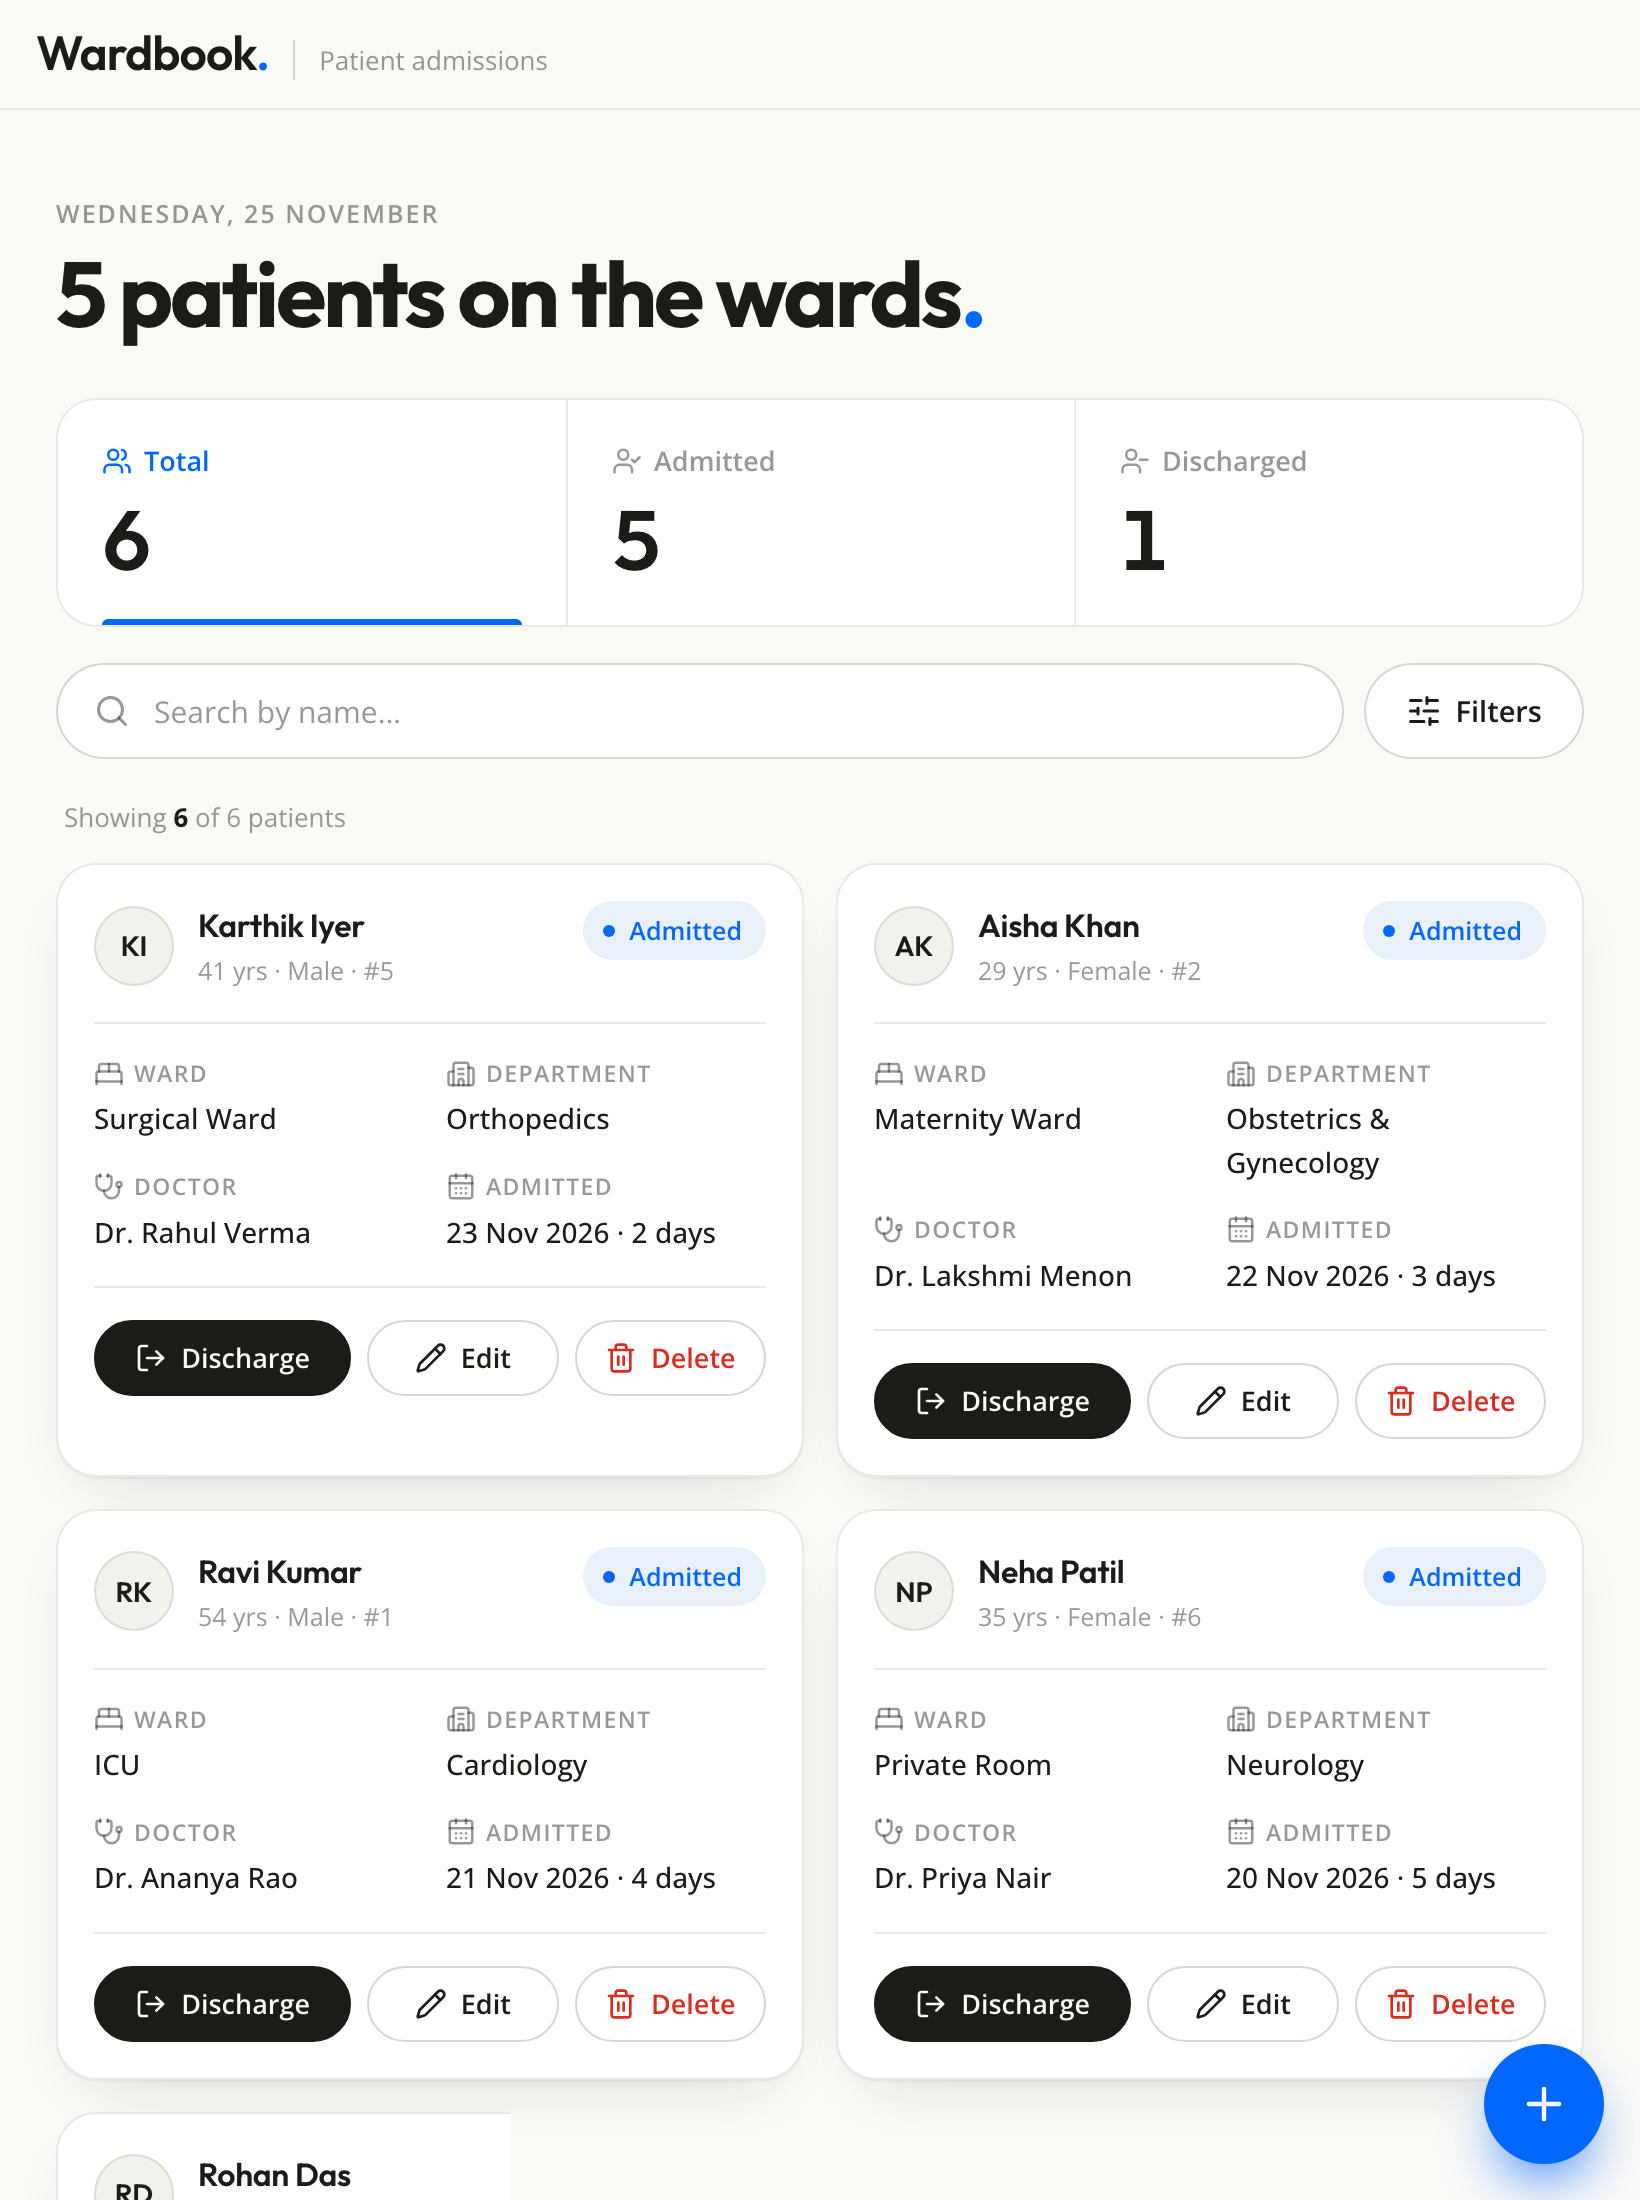 Wardbook.
Patient admissions
WEDNESDAY, 25 NOVEMBER
5 patients on the wards.
Total
Admitted
Discharged
6
5
1
Search by name...
Filters
Showing 6 of 6 patients
KI
Karthik Iyer
Admitted
41 yrs · Male · #5
WARD
DEPARTMENT
Surgical Ward
Orthopedics
DOCTOR
ADMITTED
Dr. Rahul Verma
23 Nov 2026 · 2 days
Discharge
Edit
Delete
AK
Aisha Khan
Admitted
29 yrs · Female · #2
WARD
DEPARTMENT
Maternity Ward
Obstetrics &
Gynecology
DOCTOR
ADMITTED
Dr. Lakshmi Menon
22 Nov 2026 · 3 days
Discharge
Edit
Delete
RK
Ravi Kumar
Admitted
54 yrs · Male · #1
WARD
DEPARTMENT
ICU
Cardiology
DOCTOR
ADMITTED
Dr. Ananya Rao
21 Nov 2026 · 4 days
Discharge
Edit
Delete
NP
Neha Patil
Admitted
35 yrs · Female · #6
WARD
DEPARTMENT
Private Room
Neurology
DOCTOR
ADMITTED
Dr. Priya Nair
20 Nov 2026 · 5 days
Discharge
Edit
Delete
RD
Rohan Das